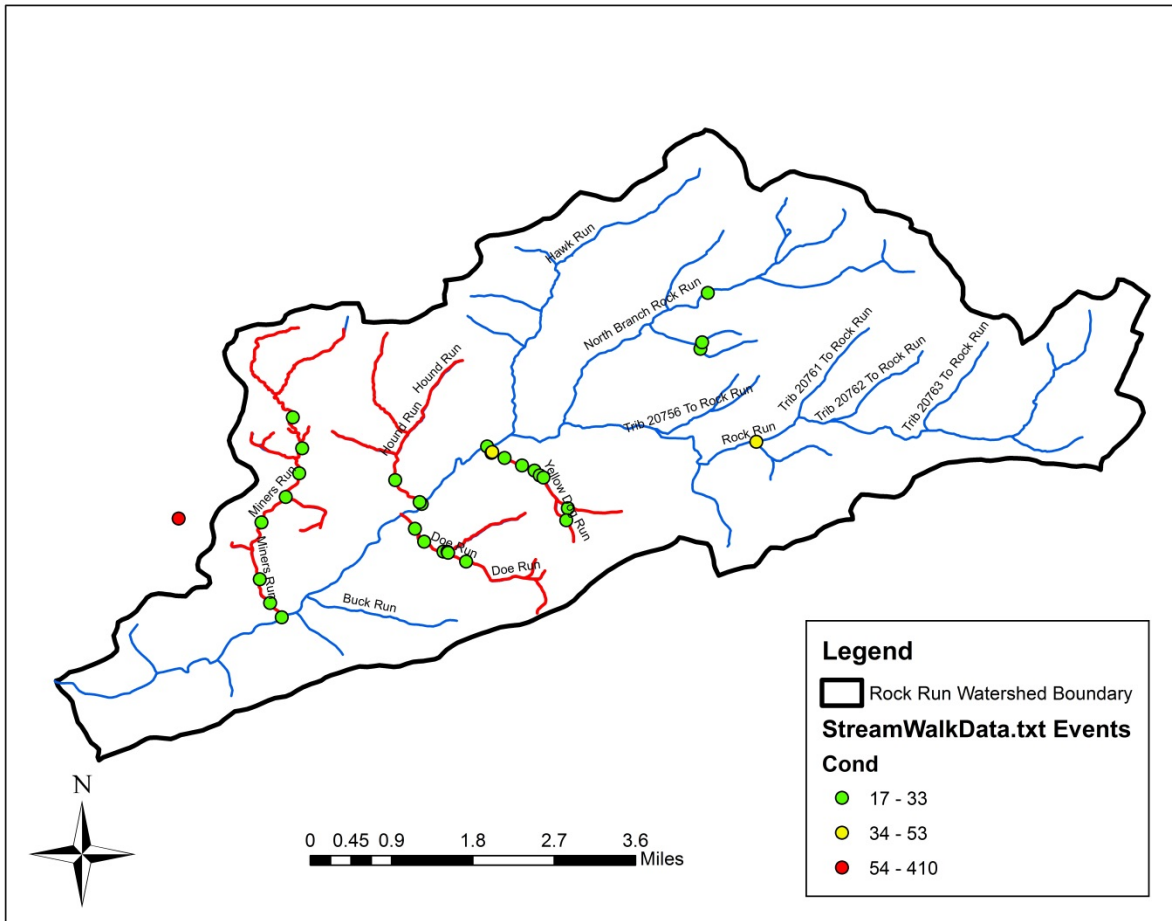 Hawk Run
North Branch Rock Run
Hound Run
Hound Run
Trib 20761 To Rock Run
Trib 20762 To Rock Run
Trib 20763 To Rock Run
Trib 20756 To Rock Run
Rock Run
Miners Run
Yellow Dog Run
Doe Run
Doe Run
Miners Run
Buck Run
Legend
Rock Run Watershed Boundary
StreamWalkData.txt Events
Cond
17 - 33
34 - 53
54 - 410
N
0 0.45 0.9 1.8 2.7 3.6
Miles